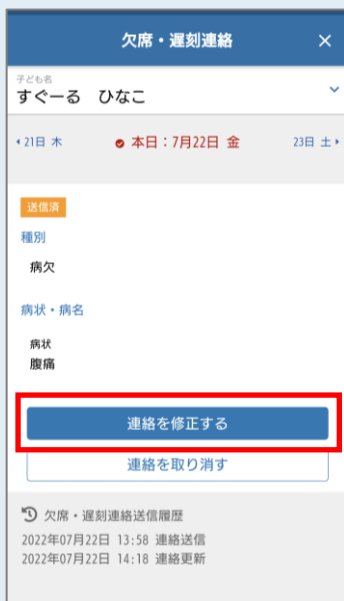 欠席・遅刻連絡 ×
子ども名
すぐーる ひなこ
21日 木 本日：7月22日 金 23日 土
送信済
種別
病欠
病状・病名
病状
腹痛
連絡を修正する
連絡を取り消す
欠席・遅刻連絡送信履歴
2022年07月22日 13:58 連絡送信
2022年07月22日 14:18 連絡更新